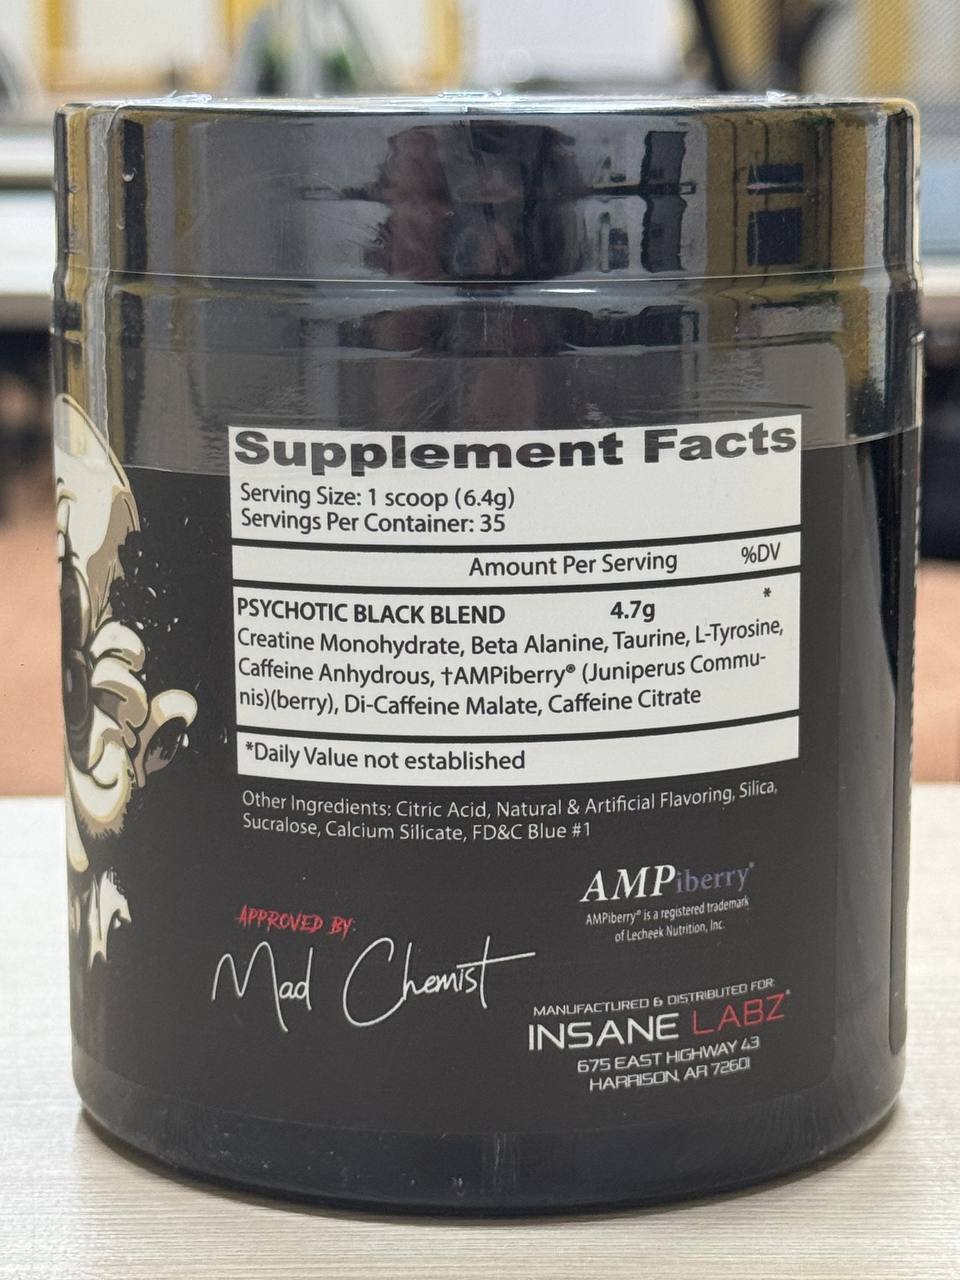 Supplement Facts
Serving Size: 1 scoop (6.4g)
Servings Per Container: 35
Amount Per Serving %DV
PSYCHOTIC BLACK BLEND 4.7g *
Creatine Monohydrate, Beta Alanine, Taurine, L-Tyrosine,
Caffeine Anhydrous, †AMPiberry® (Juniperus Commu-
nis)(berry), Di-Caffeine Malate, Caffeine Citrate
*Daily Value not established
Other Ingredients: Citric Acid, Natural & Artificial Flavoring, Silica,
Sucralose, Calcium Silicate, FD&C Blue #1
AMPiberry®
AMPiberry® is a registered trademark
of Lecheek Nutrition, Inc.
APPROVED BY:
Mad Chemist
MANUFACTURED & DISTRIBUTED FOR
INSANE LABZ®
675 EAST HIGHWAY 43
HARRISON, AR 72601